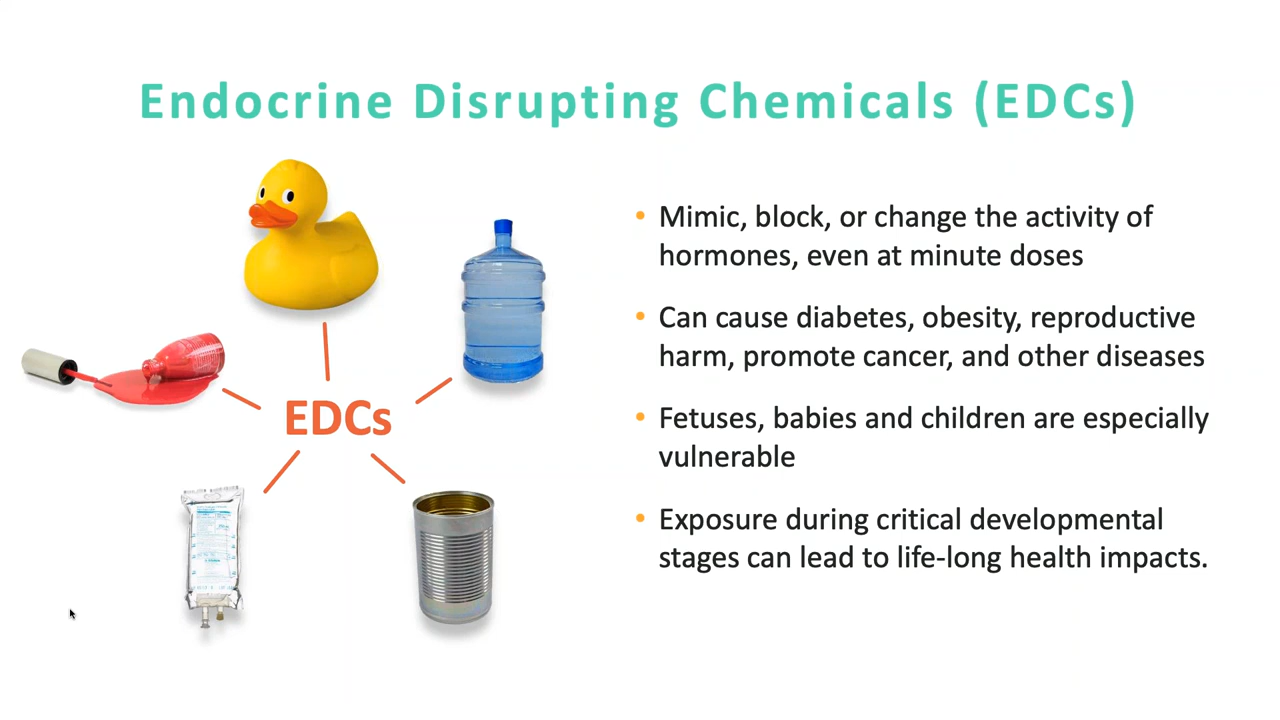 Endocrine Disrupting Chemicals (EDCs)
EDCs
• Mimic, block, or change the activity of
hormones, even at minute doses
• Can cause diabetes, obesity, reproductive
harm, promote cancer, and other diseases
• Fetuses, babies and children are especially
vulnerable
• Exposure during critical developmental
stages can lead to life-long health impacts.